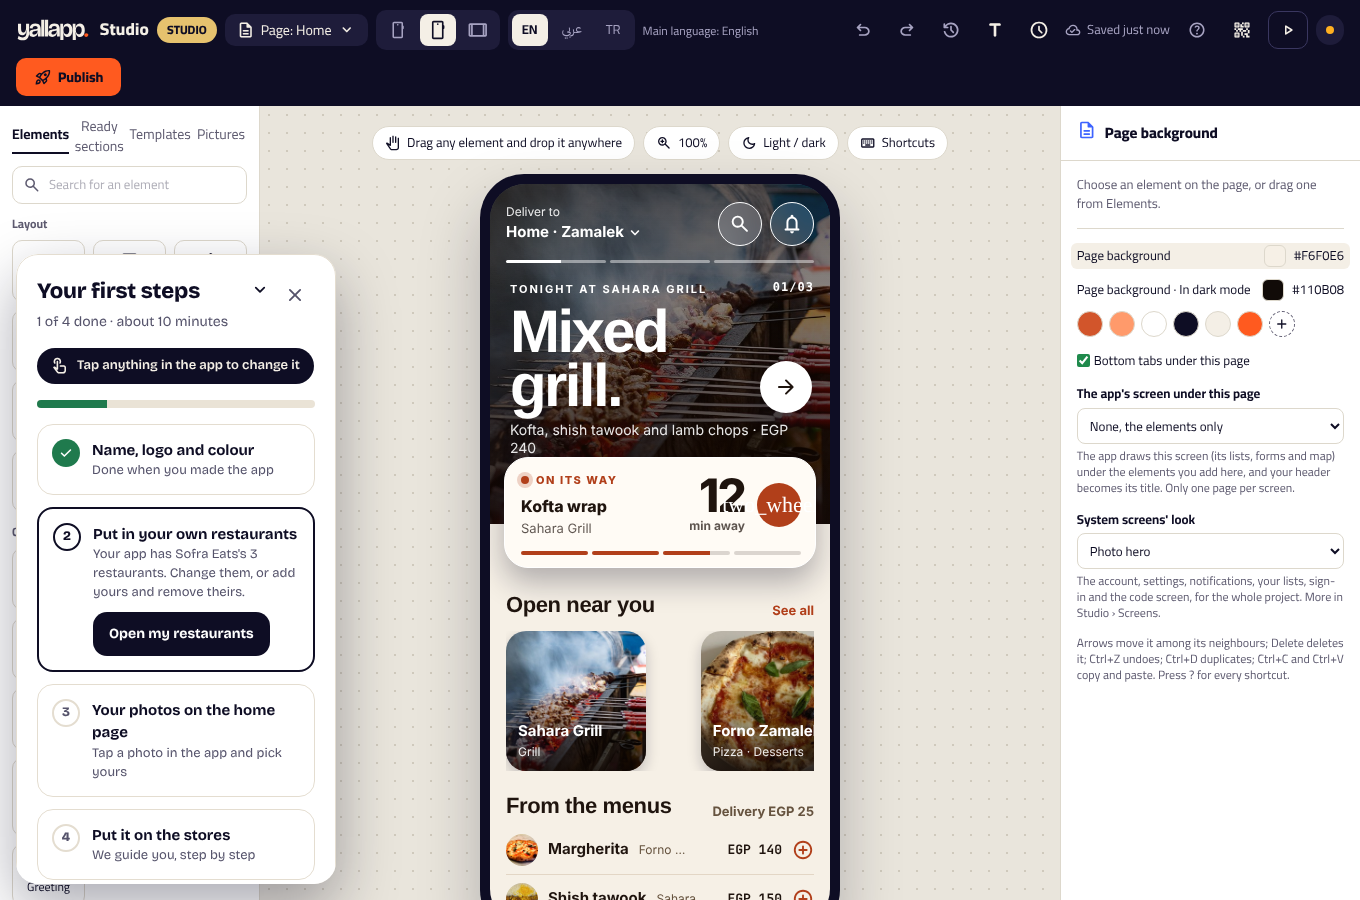 yallapp. Studio STUDIO Page: Home EN عربي TR Main language: English Saved just now
Publish
Elements Ready sections Templates Pictures
Search for an element
Layout
Your first steps
1 of 4 done · about 10 minutes
Tap anything in the app to change it
Name, logo and colour
Done when you made the app
2 Put in your own restaurants
Your app has Sofra Eats's 3
restaurants. Change them, or add
yours and remove theirs.
Open my restaurants
3 Your photos on the home
page
Tap a photo in the app and pick
yours
4 Put it on the stores
We guide you, step by step
Greeting
Drag any element and drop it anywhere 100% Light / dark Shortcuts
Deliver to
Home · Zamalek
TONIGHT AT SAHARA GRILL 01/03
Mixed
grill.
Kofta, shish tawook and lamb chops · EGP
240
ON ITS WAY
Kofta wrap
Sahara Grill
12
min away
Open near you See all
Sahara Grill
Grill
Forno Zamale
Pizza · Desserts
From the menus Delivery EGP 25
Margherita Forno ... EGP 140
Shish tawook Sahara EGP 150
Page background
Choose an element on the page, or drag one
from Elements.
Page background #F6F0E6
Page background · In dark mode #110B08
Bottom tabs under this page
The app's screen under this page
None, the elements only
The app draws this screen (its lists, forms and map)
under the elements you add here, and your header
becomes its title. Only one page per screen.
System screens' look
Photo hero
The account, settings, notifications, your lists, sign-
in and the code screen, for the whole project. More in
Studio › Screens.
Arrows move it among its neighbours; Delete deletes
it; Ctrl+Z undoes; Ctrl+D duplicates; Ctrl+C and Ctrl+V
copy and paste. Press ? for every shortcut.